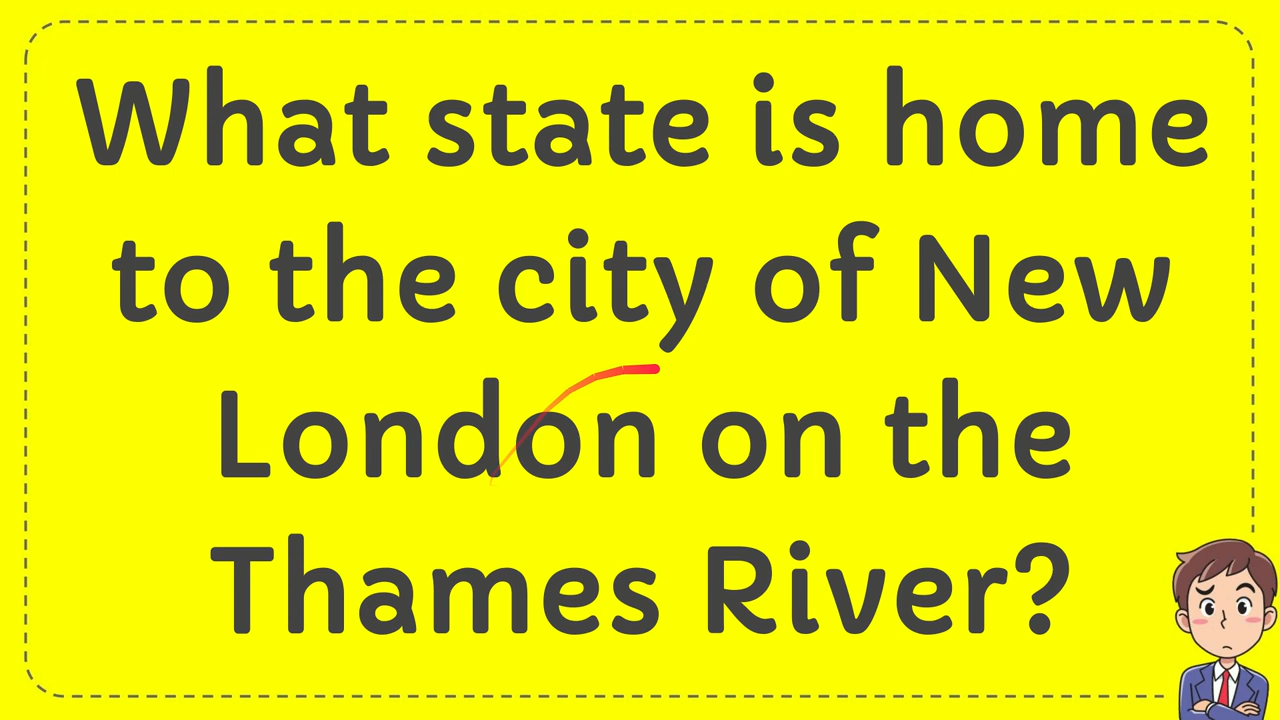 What state is home
to the city of New
London on the
Thames River?